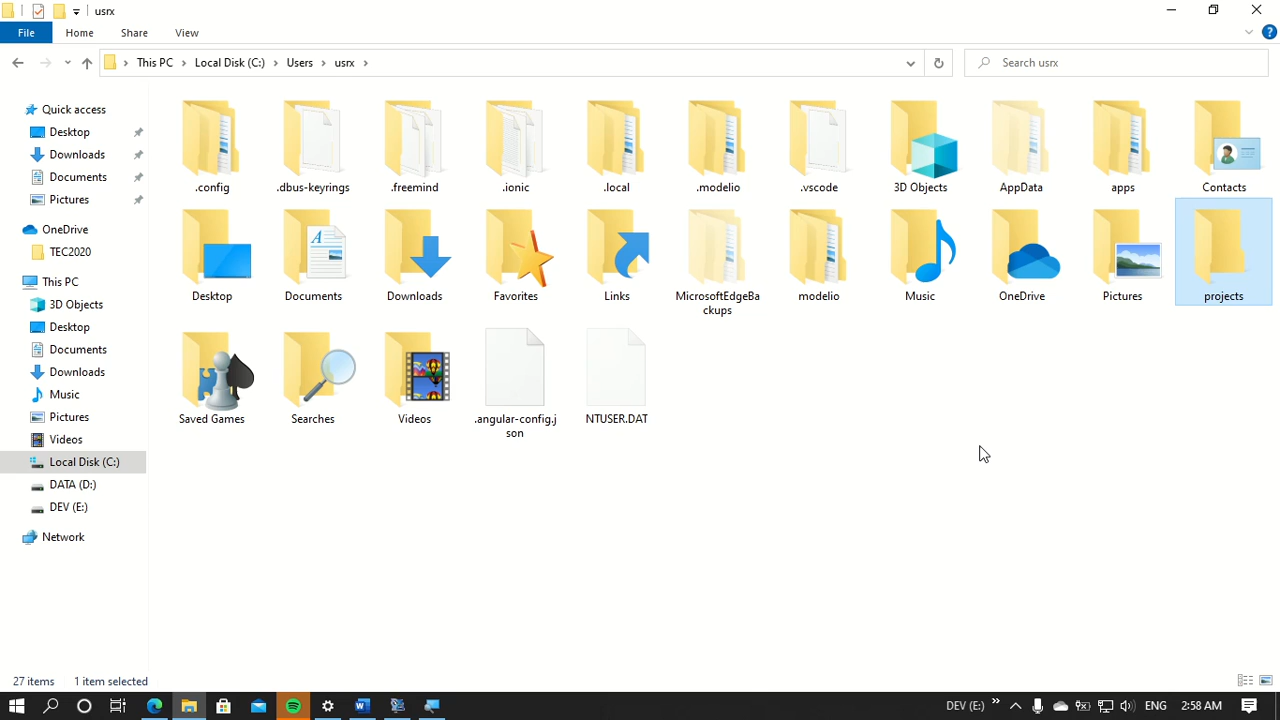 usrx
File Home Share View
This PC Local Disk (C:) Users usrx
Search usrx
Quick access
Desktop
Downloads
Documents
Pictures
OneDrive
TEC2020
This PC
3D Objects
Desktop
Documents
Downloads
Music
Pictures
Videos
Local Disk (C:)
DATA (D:)
DEV (E:)
Network
.config .dbus-keyrings .freemind .ionic .local .modelio .vscode 3D Objects AppData apps Contacts
Desktop Documents Downloads Favorites Links MicrosoftEdgeBa modelio Music OneDrive Pictures projects
ckups
Saved Games Searches Videos .angular-config.j NTUSER.DAT
son
27 items 1 item selected
DEV (E:) ENG 2:58 AM